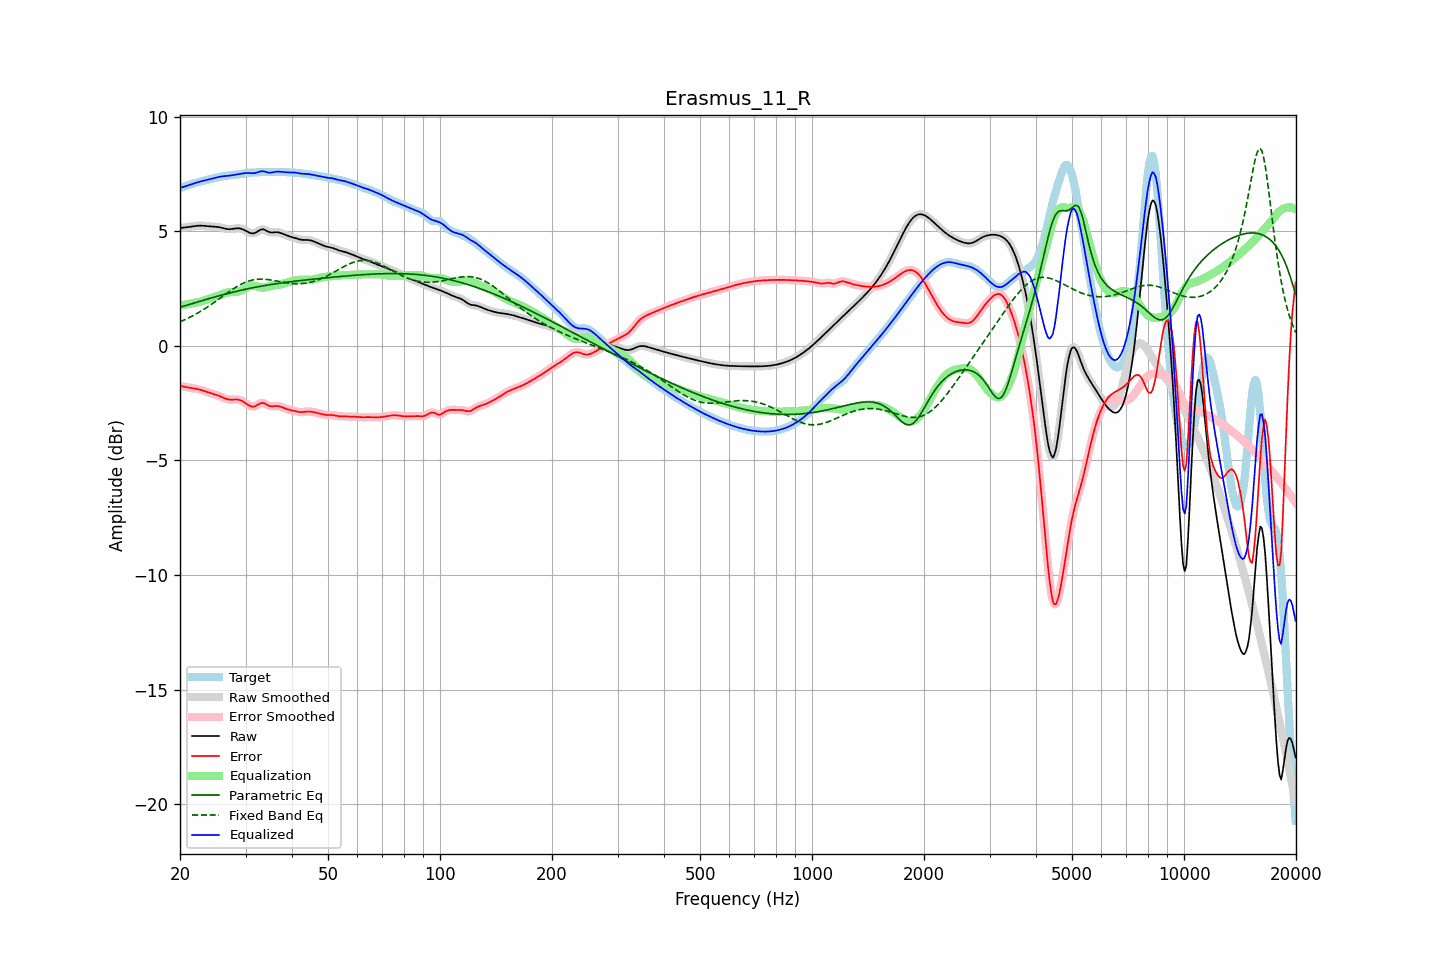 Erasmus_11_R
10
5
0
−5
−10
−15
−20
Amplitude (dBr)
Target
Raw Smoothed
Error Smoothed
Raw
Error
Equalization
Parametric Eq
Fixed Band Eq
Equalized
20 50 100 200 500 1000 2000 5000 10000 20000
Frequency (Hz)